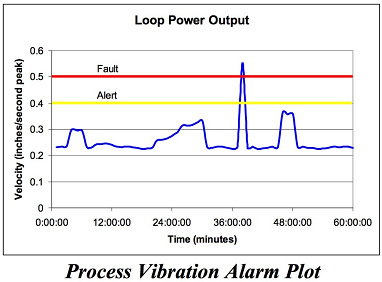 Loop Power Output
Velocity (inches/second peak)
0.6
0.5
0.4
0.3
0.2
0.1
0
Fault
Alert
0:00:00 12:00:00 24:00:00 36:00:00 48:00:00 60:00:00
Time (minutes)
Process Vibration Alarm Plot